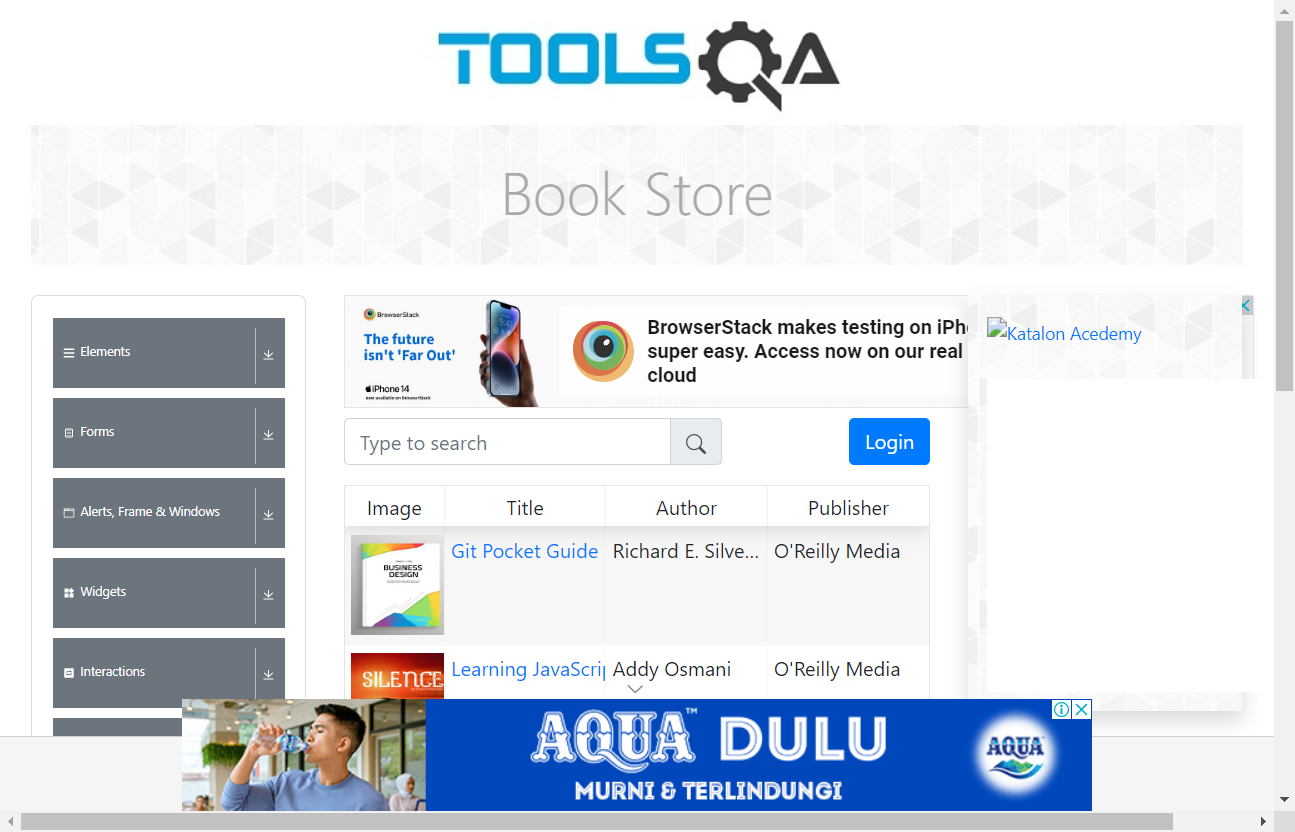 TOOLSQA
Book Store
Elements
Forms
Alerts, Frame & Windows
Widgets
Interactions
BrowserStack
The future
isn't 'Far Out'
iPhone 14
now available on BrowserStack
BrowserStack makes testing on iPh
super easy. Access now on our real
cloud
Katalon Acedemy
Type to search
Login
Image Title Author Publisher
BUSINESS
DESIGN
Git Pocket Guide Richard E. Silve... O'Reilly Media
SILENCE
Learning JavaScrip Addy Osmani O'Reilly Media
AQUA™ DULU
MURNI & TERLINDUNGI
AQUA